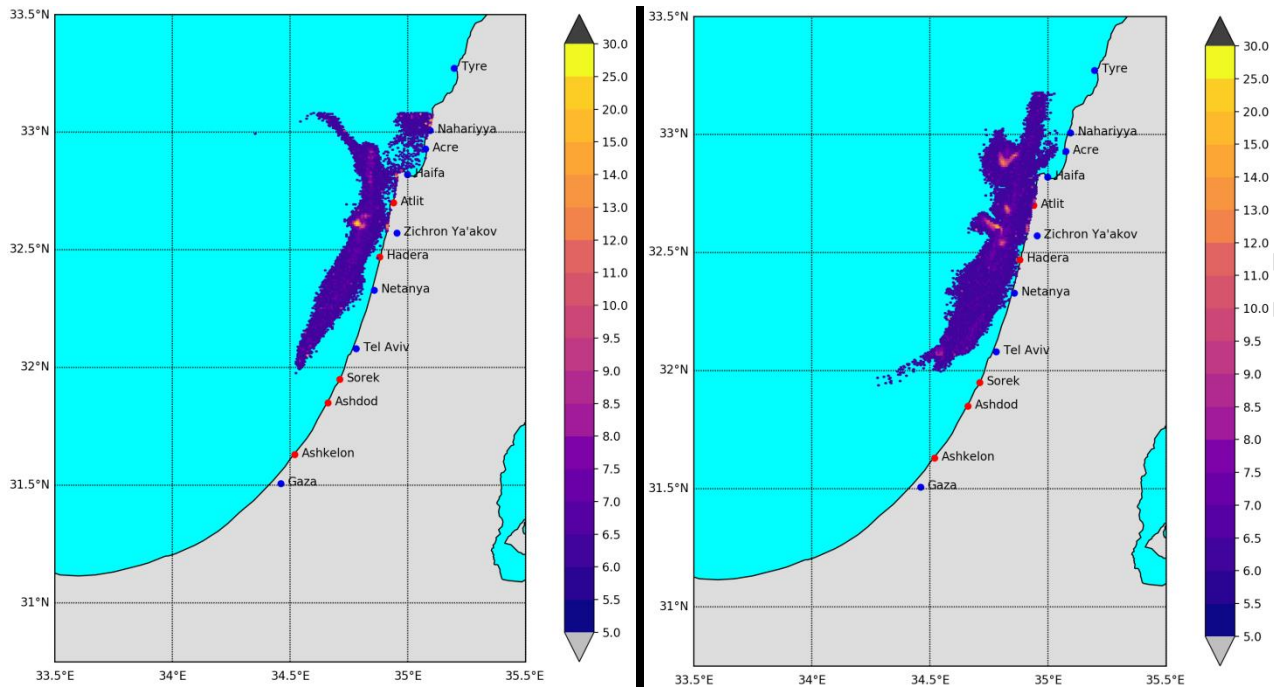 33.5°N
33°N
32.5°N
32°N
31.5°N
31°N
33.5°E
34°E
34.5°E
35°E
35.5°E
Tyre
Nahariyya
Acre
Haifa
Atlit
Zichron Ya'akov
Hadera
Netanya
Tel Aviv
Sorek
Ashdod
Ashkelon
Gaza
30.0
25.0
20.0
15.0
14.0
13.0
12.0
11.0
10.0
9.5
9.0
8.5
8.0
7.5
7.0
6.5
6.0
5.5
5.0
33.5°N
33°N
32.5°N
32°N
31.5°N
31°N
33.5°E
34°E
34.5°E
35°E
35.5°E
Tyre
Nahariyya
Acre
Haifa
Atlit
Zichron Ya'akov
Hadera
Netanya
Tel Aviv
Sorek
Ashdod
Ashkelon
Gaza
30.0
25.0
20.0
15.0
14.0
13.0
12.0
11.0
10.0
9.5
9.0
8.5
8.0
7.5
7.0
6.5
6.0
5.5
5.0